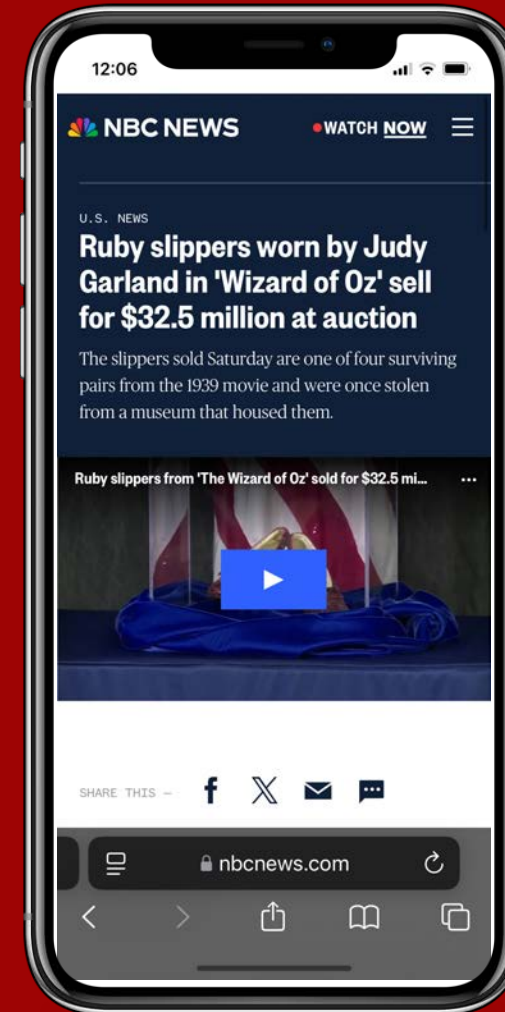 12:06
NBC NEWS
WATCH NOW
U.S. NEWS
Ruby slippers worn by Judy
Garland in 'Wizard of Oz' sell
for $32.5 million at auction
The slippers sold Saturday are one of four surviving
pairs from the 1939 movie and were once stolen
from a museum that housed them.
Ruby slippers from 'The Wizard of Oz' sold for $32.5 mi...
SHARE THIS —
nbcnews.com